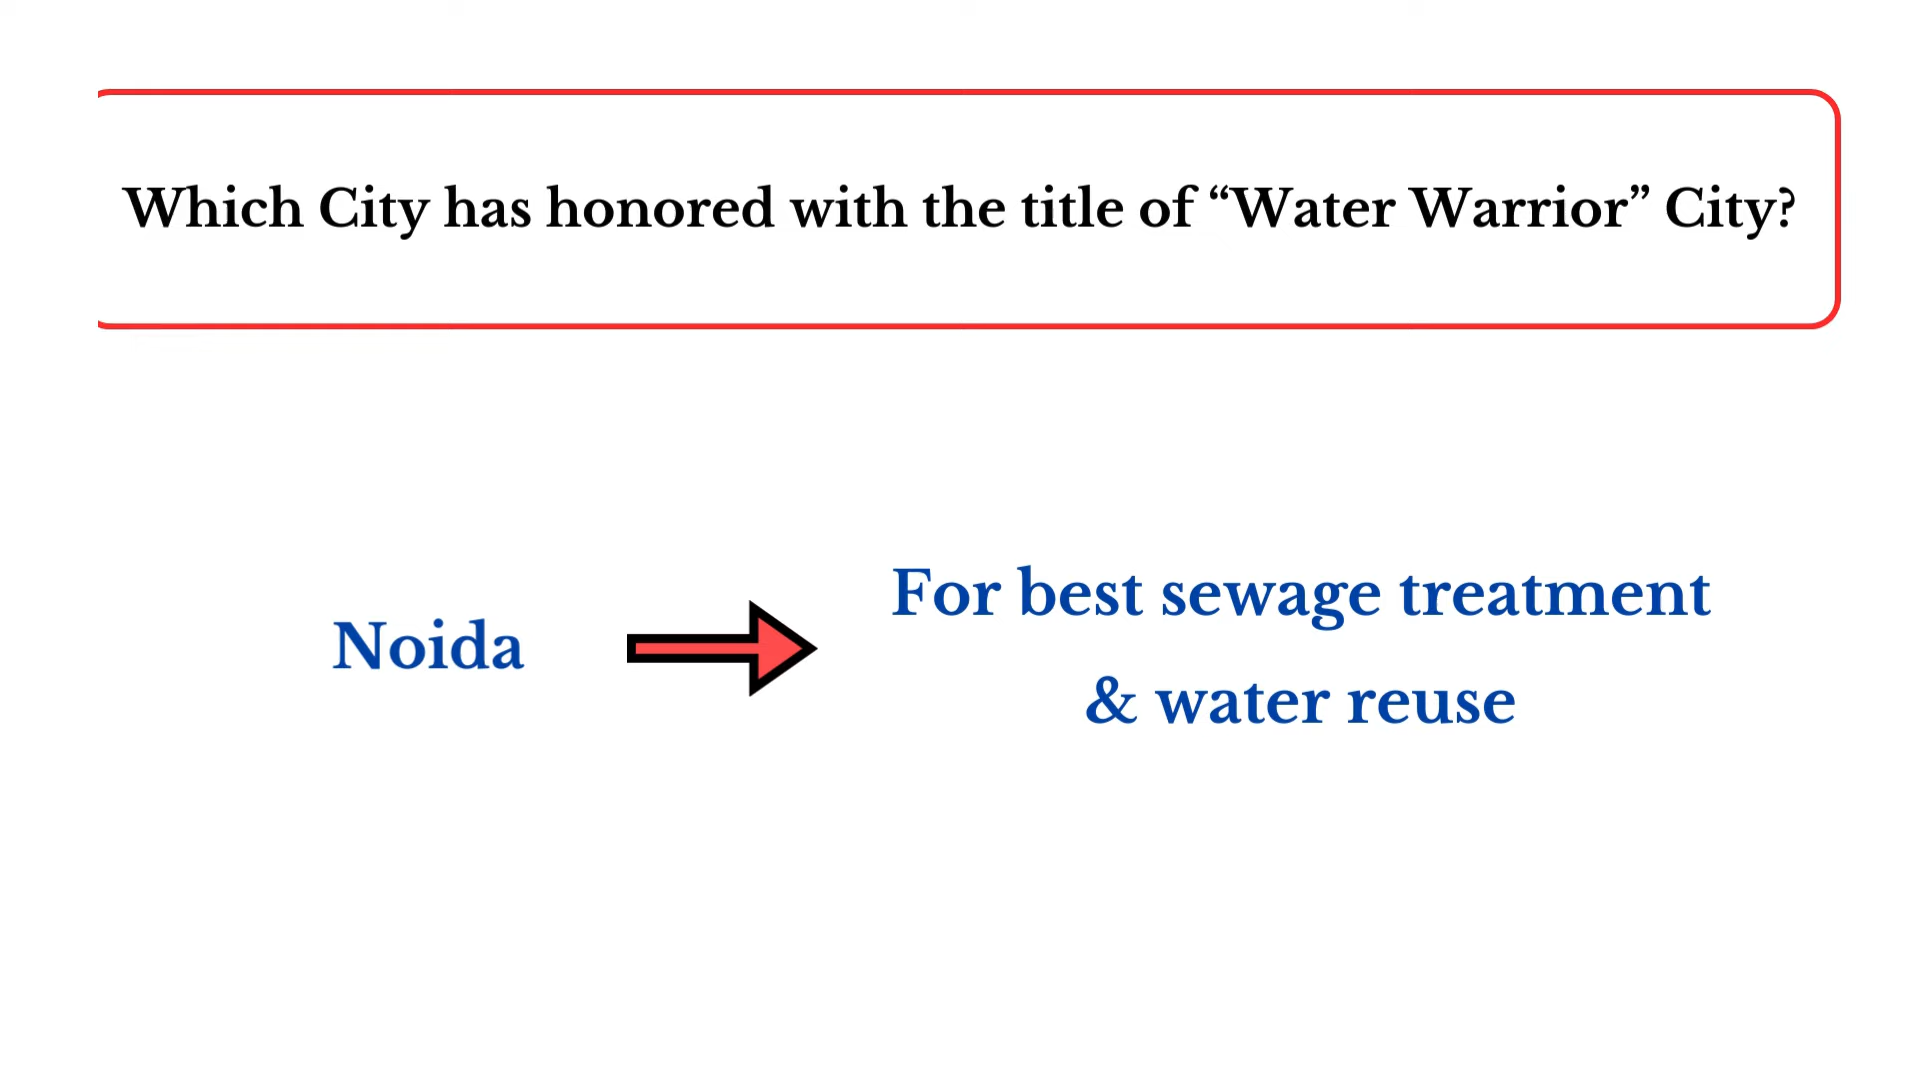 Which City has honored with the title of “Water Warrior” City?
Noida
For best sewage treatment
& water reuse